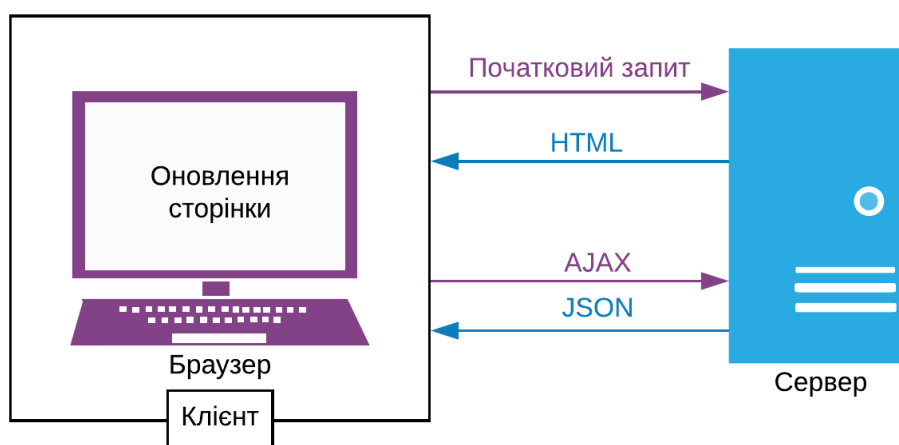 Початковий запит
HTML
Оновлення
сторінки
AJAX
JSON
Браузер
Клієнт
Сервер